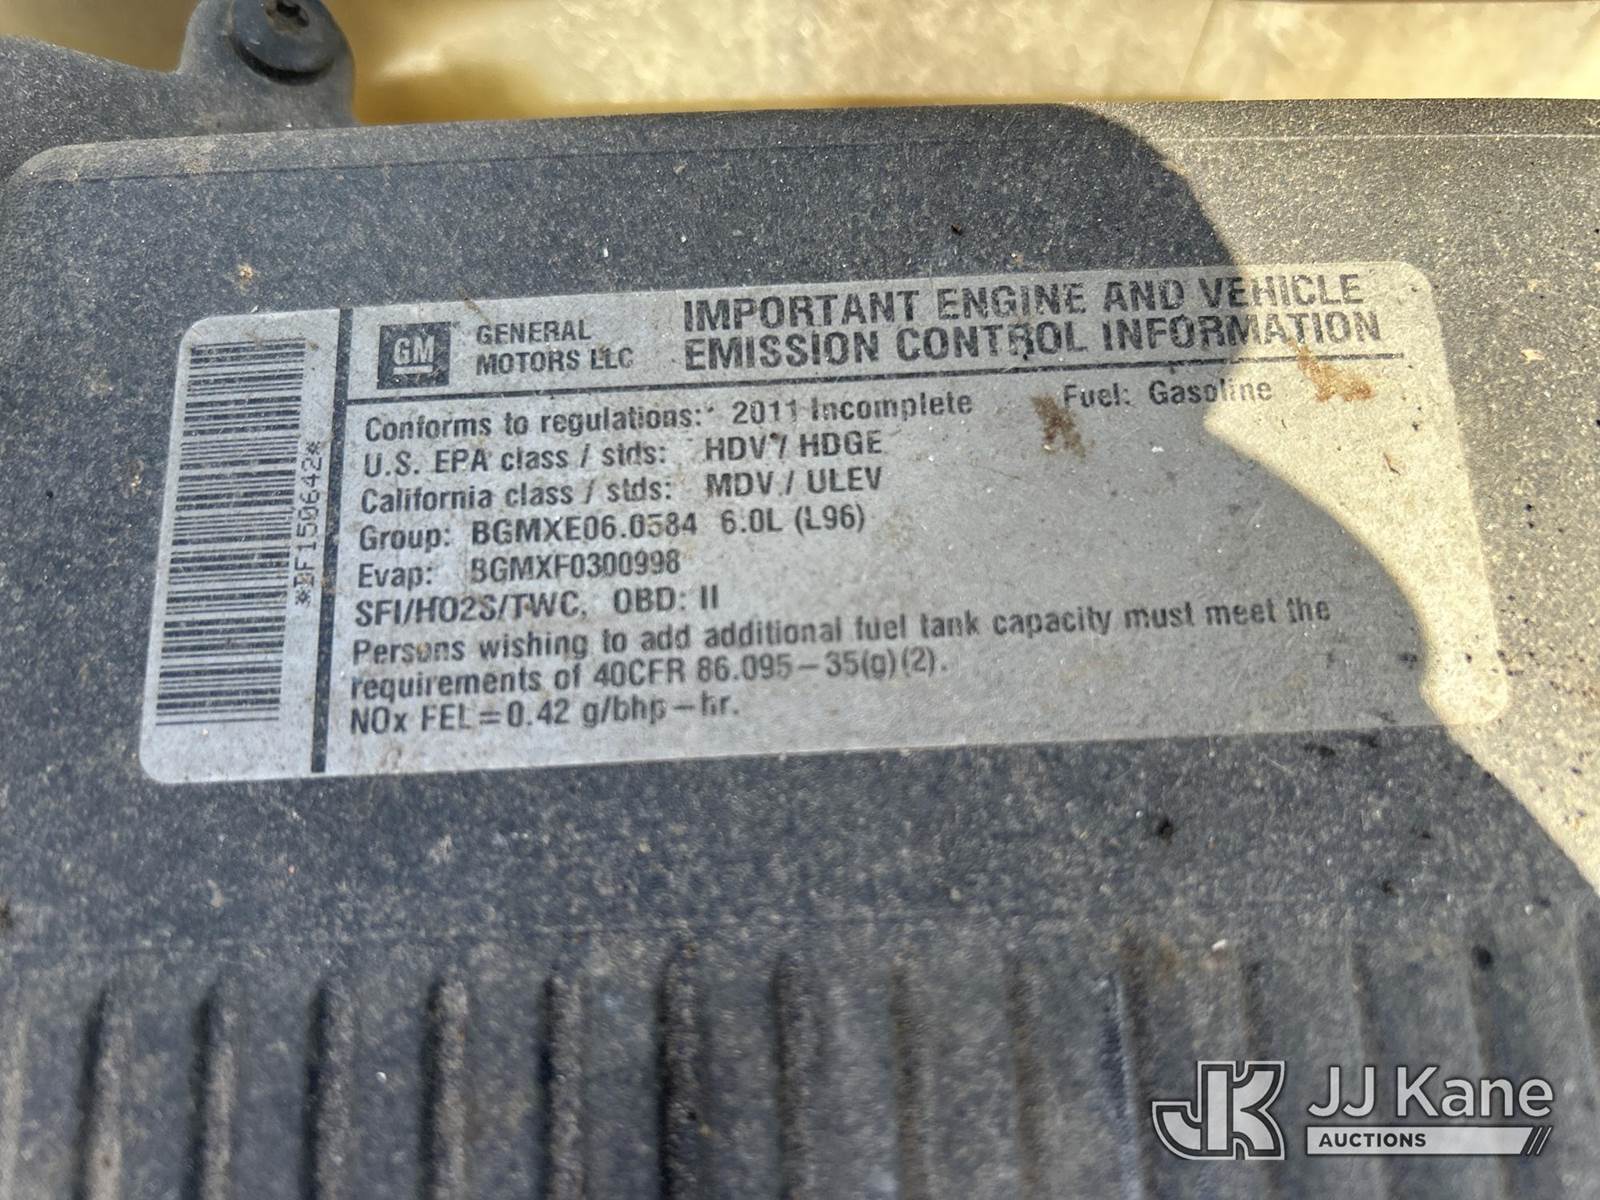 GM GENERAL MOTORS LLC
IMPORTANT ENGINE AND VEHICLE
EMISSION CONTROL INFORMATION
Conforms to regulations: 2011 Incomplete Fuel: Gasoline
U.S. EPA class / stds: HDV / HDGE
California class / stds: MDV / ULEV
Group: BGMXE06.0584 6.0L (L96)
Evap: BGMXF0300998
SFI/HO2S/TWC, OBD: II
Persons wishing to add additional fuel tank capacity must meet the
requirements of 40CFR 86.095-35(g)(2).
NOx FEL=0.42 g/bhp-hr.
JK JJ Kane
AUCTIONS